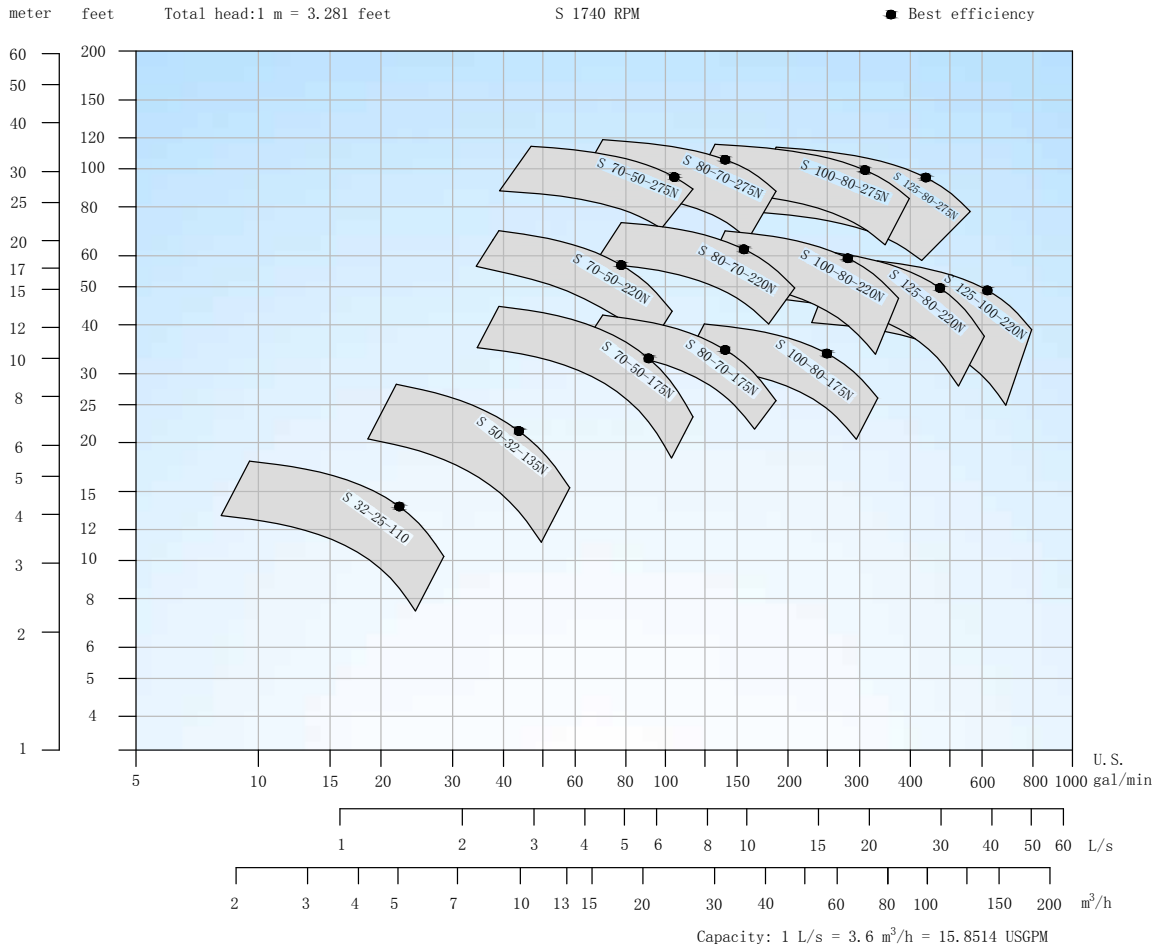 meter feet Total head:1 m = 3.281 feet S 1740 RPM Best efficiency
60 200
50 150
40 120
30 100
25 80
20 60
17 50
15 40
12 30
10 25
8 20
6 15
5 12
4 10
3 8
2 6
5
4
1
S 70-50-275N
S 80-70-275N
S 100-80-275N
S 125-80-275N
S 70-50-220N
S 80-70-220N
S 100-80-220N
S 125-80-220N
S 125-100-220N
S 70-50-175N
S 80-70-175N
S 100-80-175N
S 50-32-135N
S 32-25-110
5 10 15 20 30 40 60 80 100 150 200 300 400 600 800 1000 U.S. gal/min
1 2 3 4 5 6 8 10 15 20 30 40 50 60 L/s
2 3 4 5 7 10 13 15 20 30 40 60 80 100 150 200 m³/h
Capacity: 1 L/s = 3.6 m³/h = 15.8514 USGPM